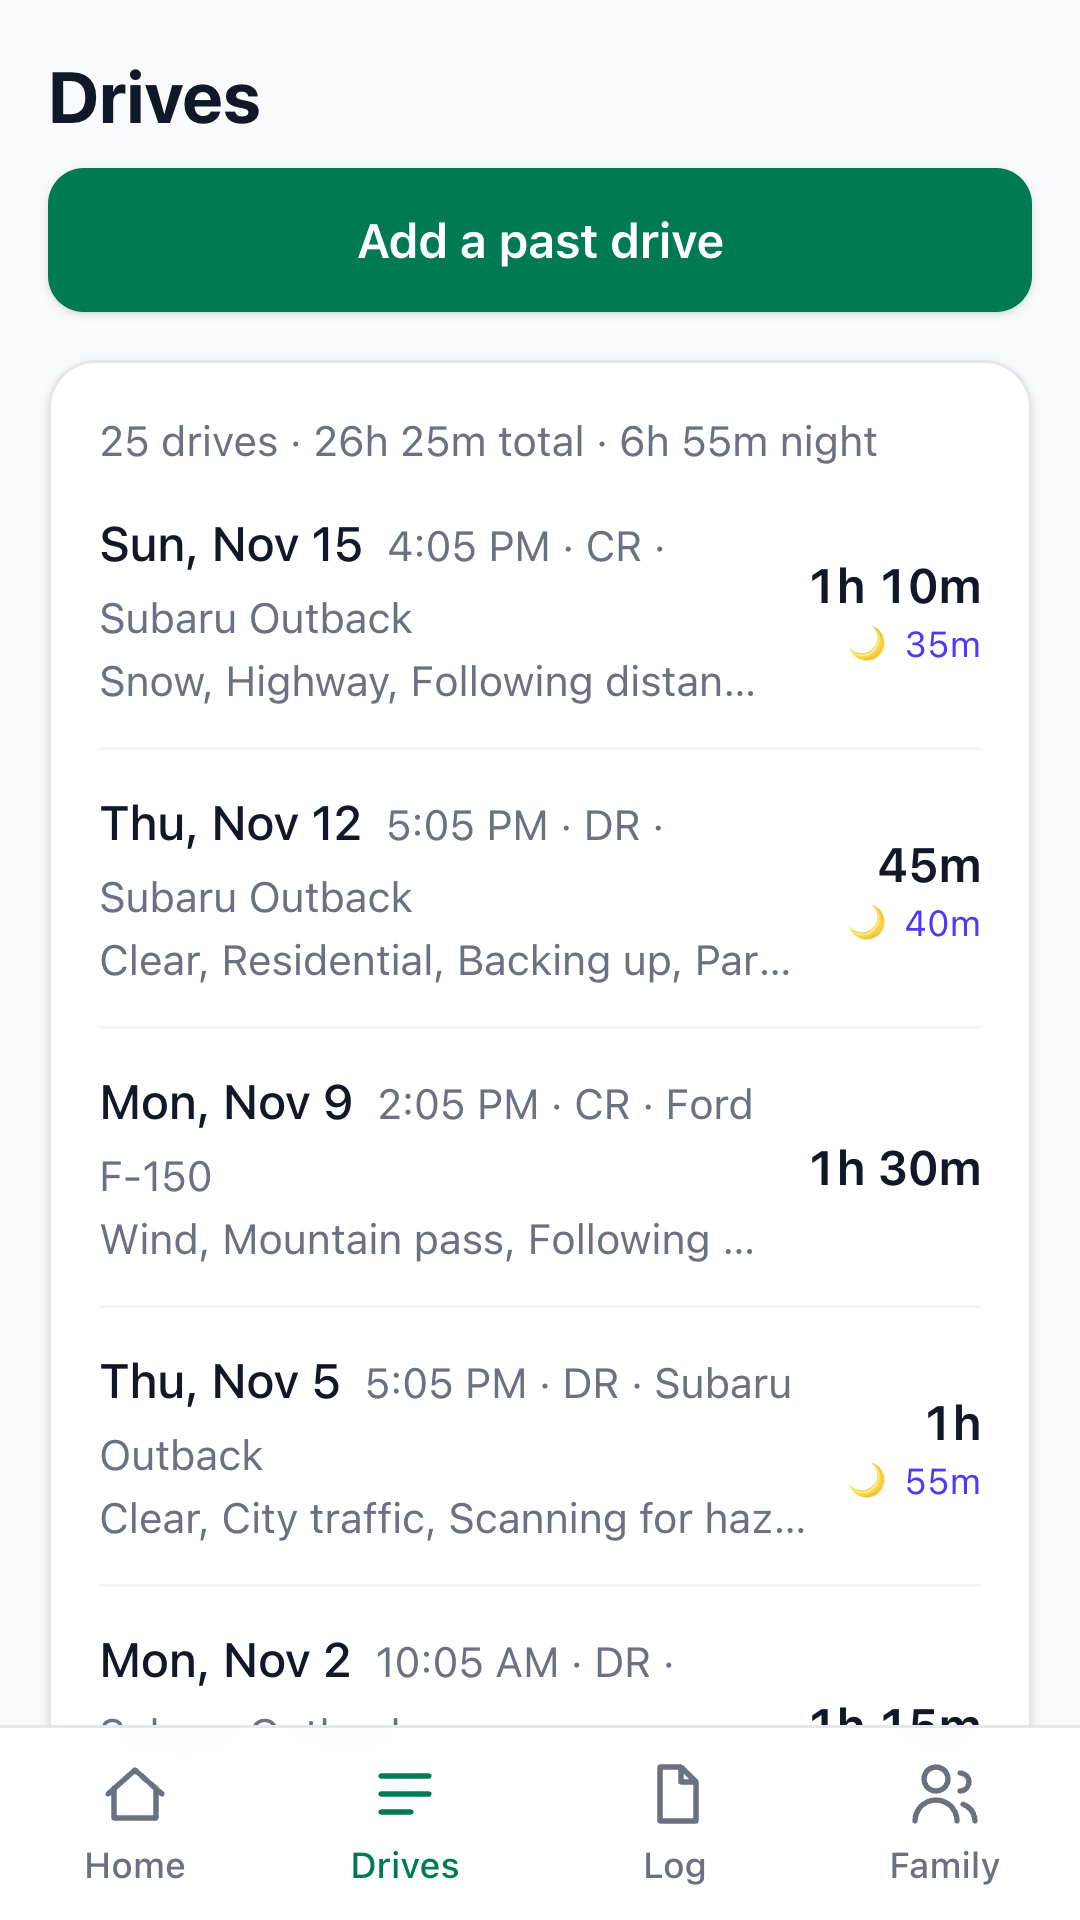 Drives
Add a past drive
25 drives · 26h 25m total · 6h 55m night
Sun, Nov 15 4:05 PM · CR ·
Subaru Outback
Snow, Highway, Following distan...
1h 10m
🌙 35m
Thu, Nov 12 5:05 PM · DR ·
Subaru Outback
Clear, Residential, Backing up, Par...
45m
🌙 40m
Mon, Nov 9 2:05 PM · CR · Ford
F-150
Wind, Mountain pass, Following ...
1h 30m
Thu, Nov 5 5:05 PM · DR · Subaru
Outback
Clear, City traffic, Scanning for haz...
1h
🌙 55m
Mon, Nov 2 10:05 AM · DR ·
1h 15m
Home
Drives
Log
Family